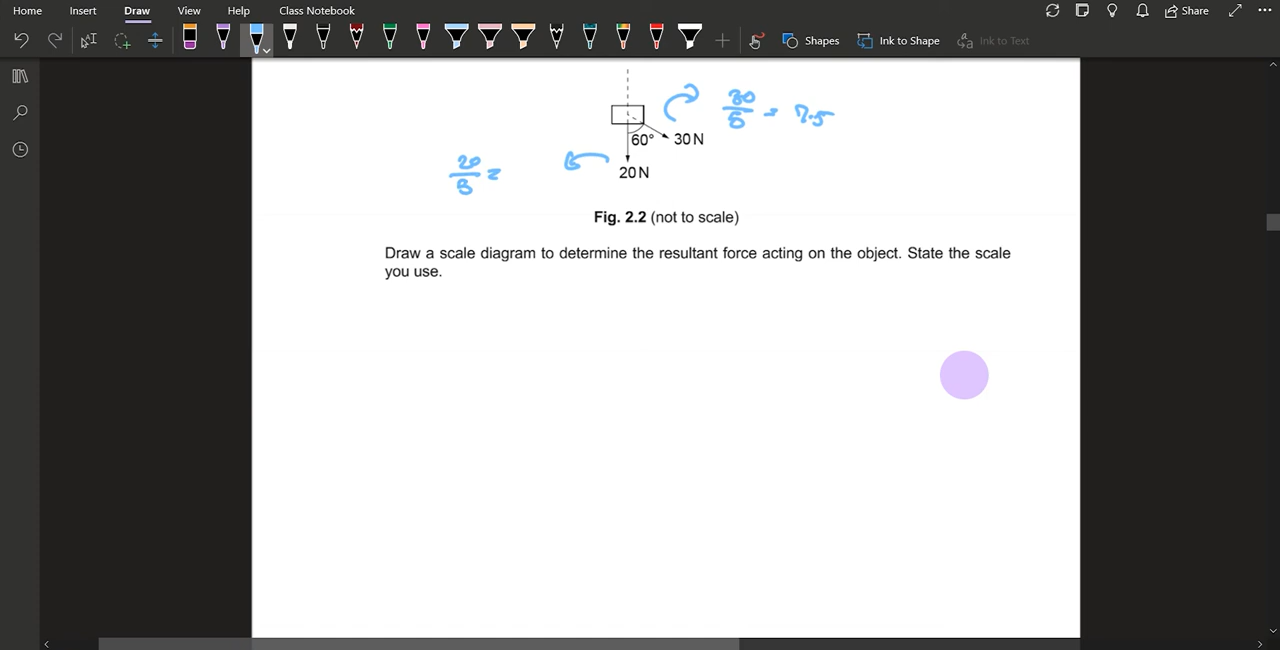 Home Insert Draw View Help Class Notebook Share
Shapes Ink to Shape Ink to Text
30
60° 30 N = 7.5
20
20 N
=
Fig. 2.2 (not to scale)
Draw a scale diagram to determine the resultant force acting on the object. State the scale
you use.